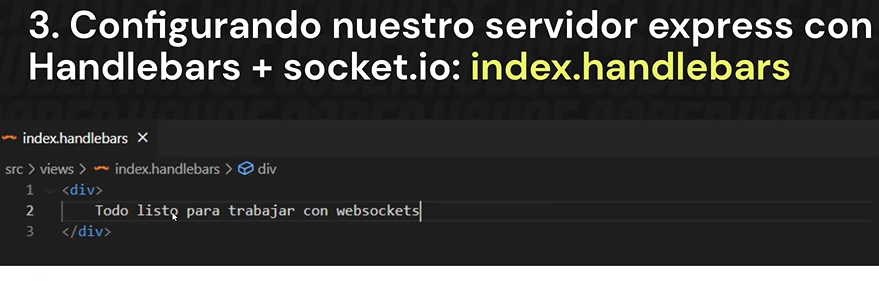 3. Configurando nuestro servidor express con
Handlebars + socket.io: index.handlebars
index.handlebars
src > views > index.handlebars > div
1 <div>
2 Todo listo para trabajar con websockets
3 </div>